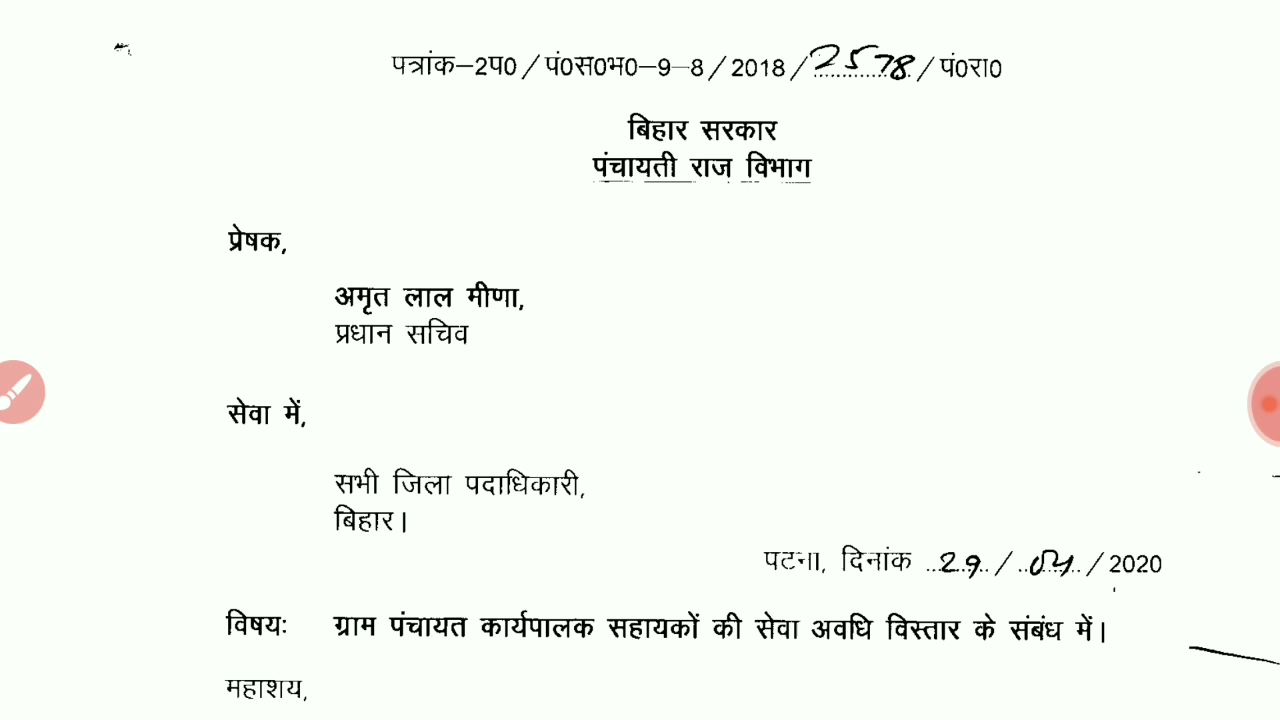 पत्रांक–2प0 / पं0स0भ0–9–8 / 2018 / 2578 / पं0रा0
बिहार सरकार
पंचायती राज विभाग
प्रेषक,
अमृत लाल मीणा,
प्रधान सचिव
सेवा में,
सभी जिला पदाधिकारी,
बिहार।
पटना, दिनांक 29 / 04 / 2020
विषयः ग्राम पंचायत कार्यपालक सहायकों की सेवा अवधि विस्तार के संबंध में।
महाशय,